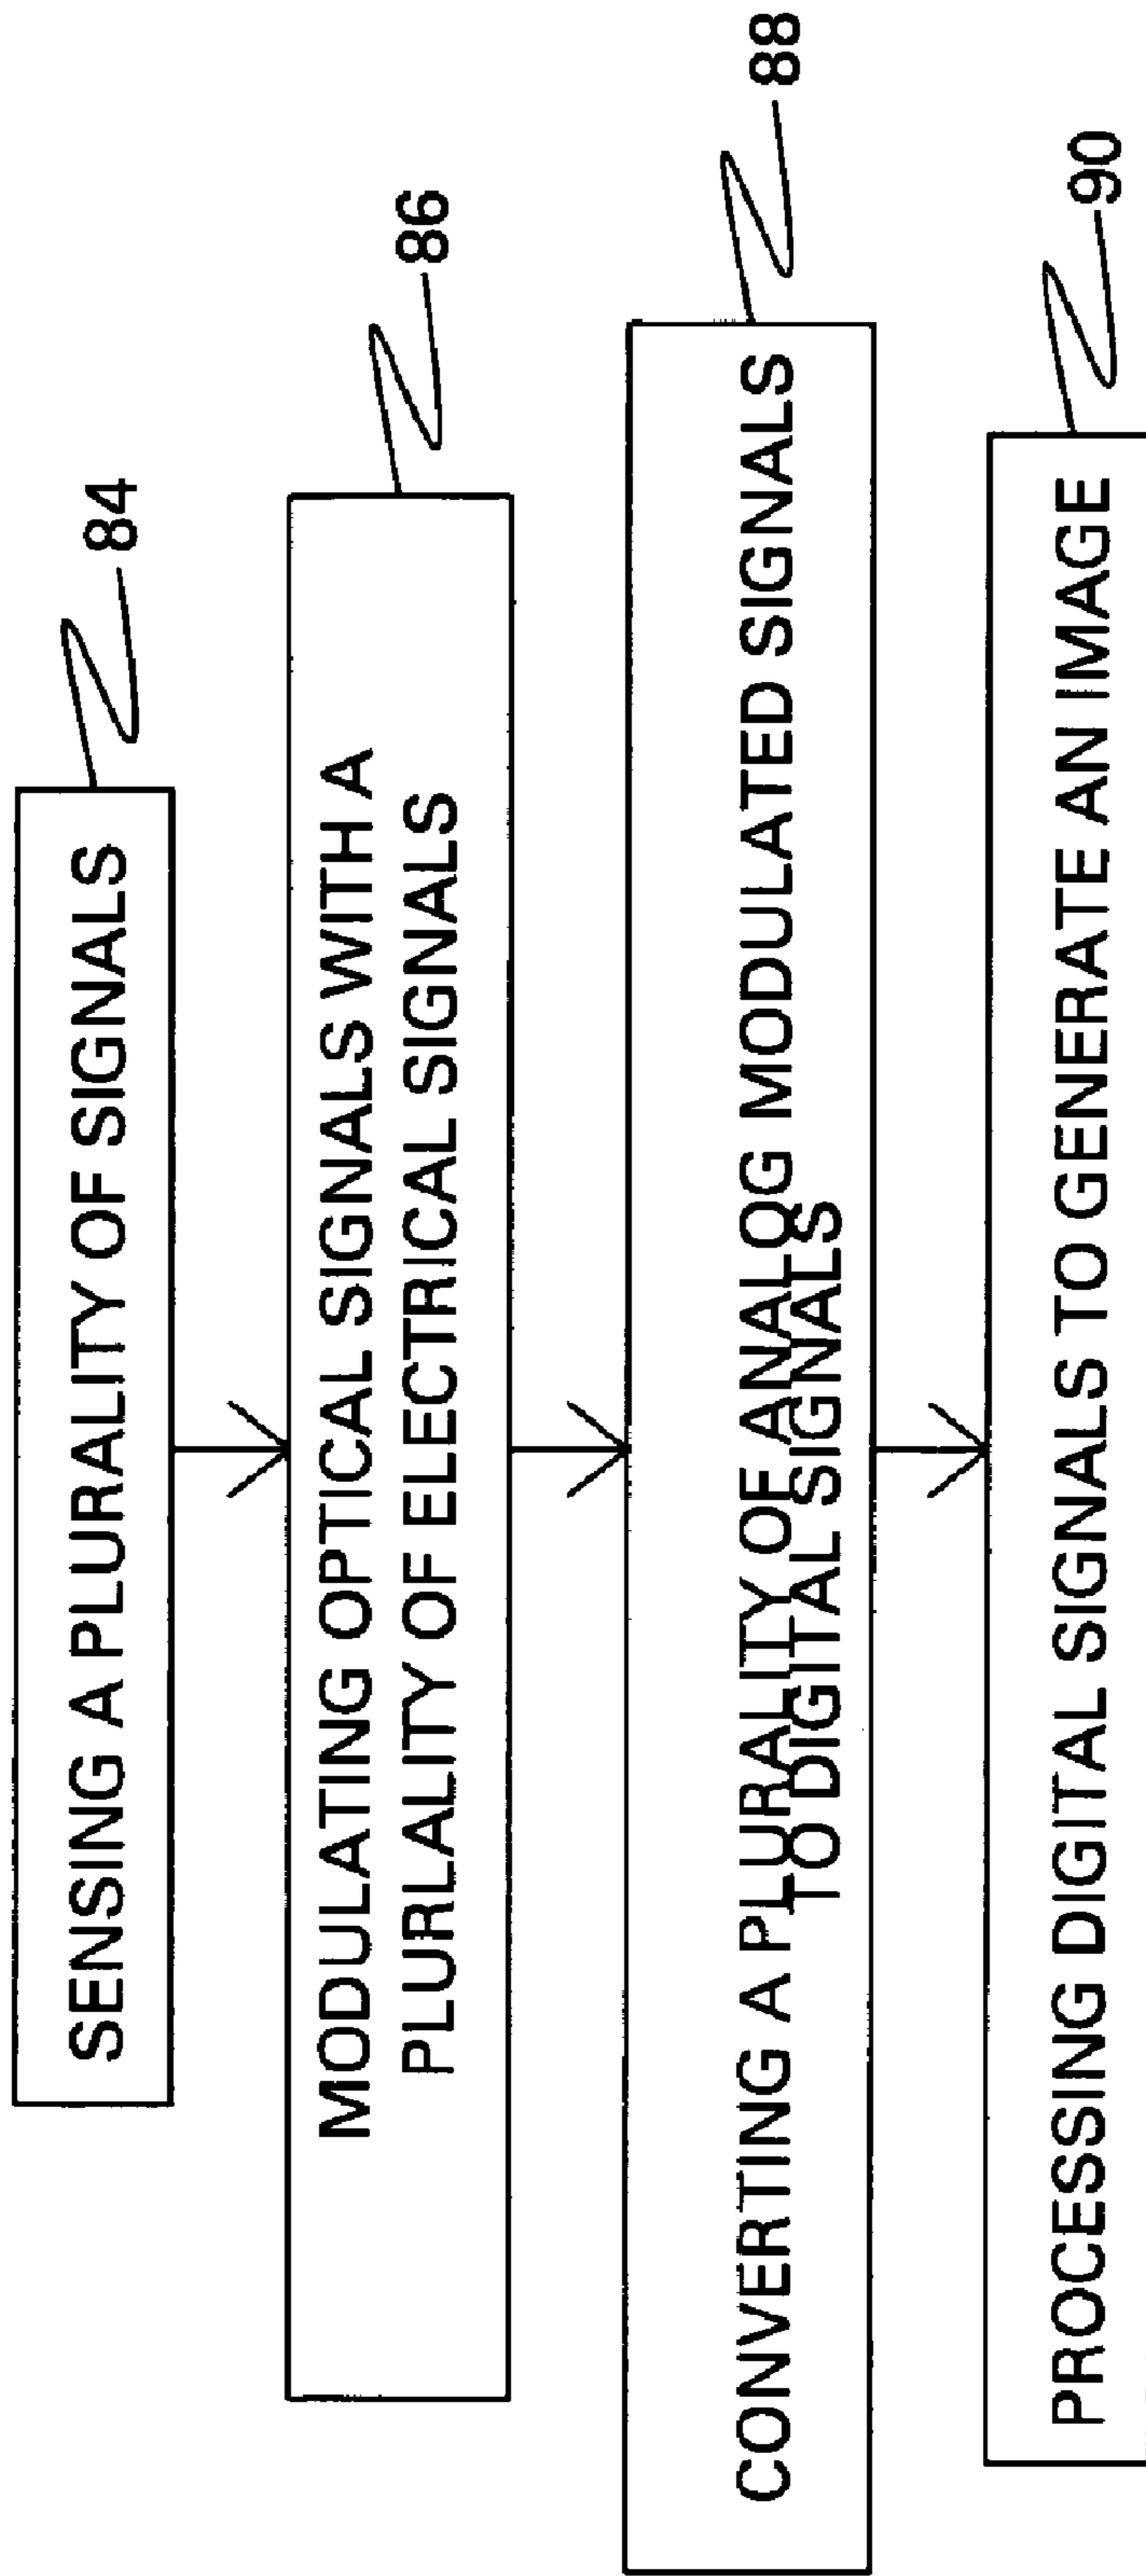 SENSING A PLURALITY OF SIGNALS
84
MODULATING OPTICAL SIGNALS WITH A
PLURLALITY OF ELECTRICAL SIGNALS
86
CONVERTING A PLURALITY OF ANALOG MODULATED SIGNALS
TO DIGITAL SIGNALS
88
PROCESSING DIGITAL SIGNALS TO GENERATE AN IMAGE
90